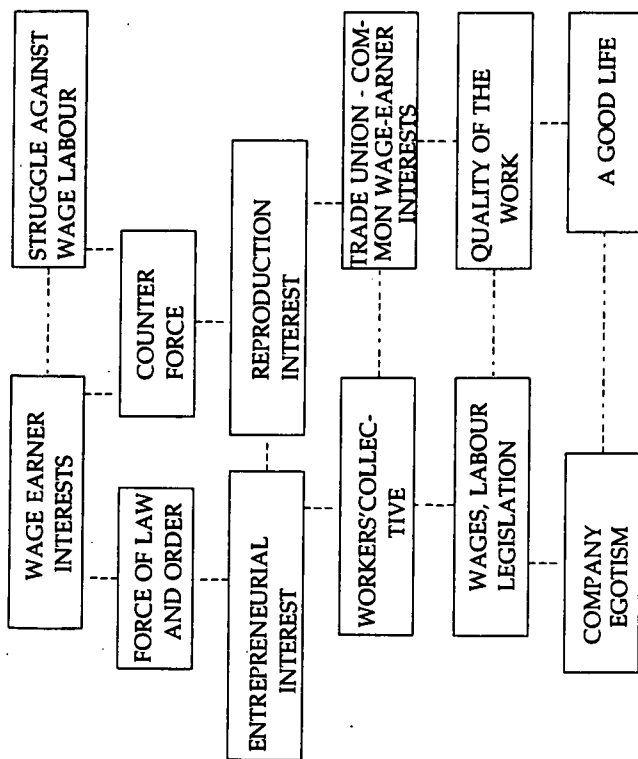 WAGE EARNER
INTERESTS
STRUGGLE AGAINST
WAGE LABOUR
FORCE OF LAW
AND ORDER
COUNTER
FORCE
ENTREPRENEURIAL
INTEREST
REPRODUCTION
INTEREST
WORKERS'COLLEC-
TIVE
TRADE UNION - COM-
MON WAGE-EARNER
INTERESTS
WAGES, LABOUR
LEGISLATION
QUALITY OF THE
WORK
COMPANY
EGOTISM
A GOOD LIFE